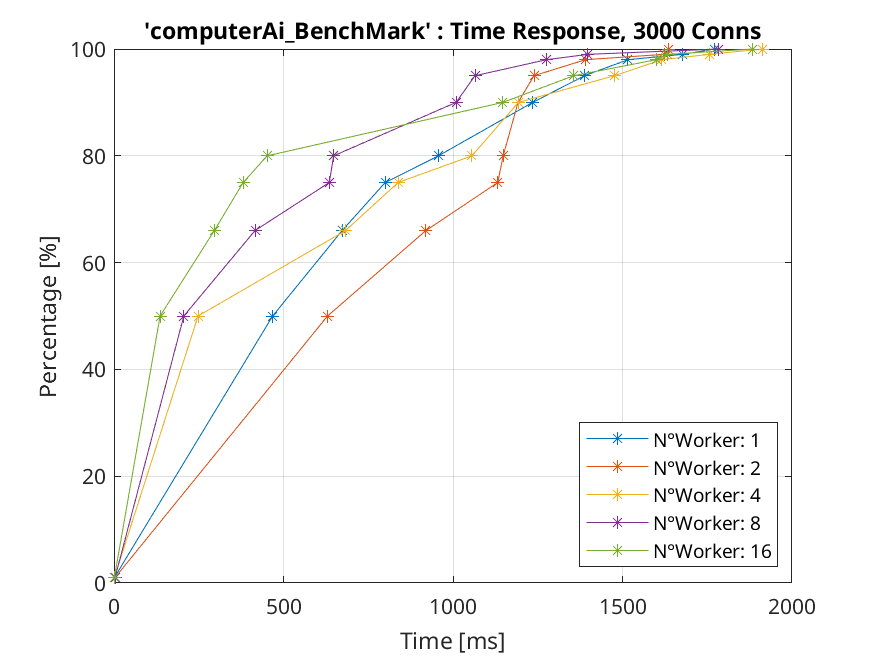 'computerAi_BenchMark' : Time Response, 3000 Conns
100
80
60
40
20
0
Percentage [%]
0 500 1000 1500 2000
Time [ms]
N°Worker: 1
N°Worker: 2
N°Worker: 4
N°Worker: 8
N°Worker: 16